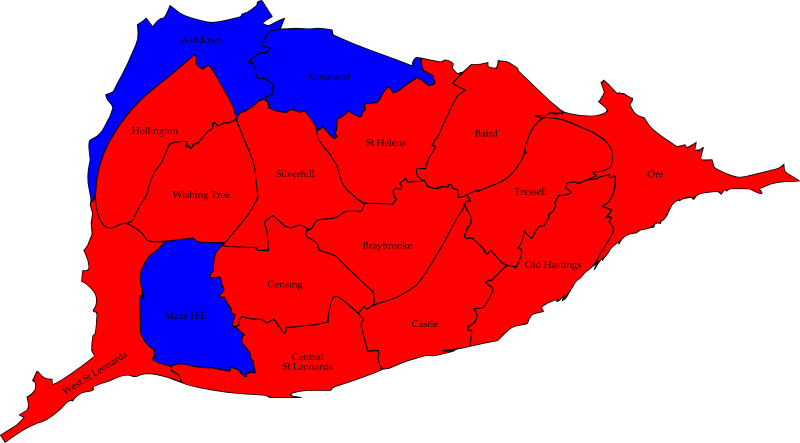 Ashdown
Conquest
Hollington
St Helens
Baird
Silverhill
Ore
Wishing Tree
Tressell
Braybrooke
Old Hastings
Gensing
Maze Hill
Castle
Central
St Leonards
West St Leonards